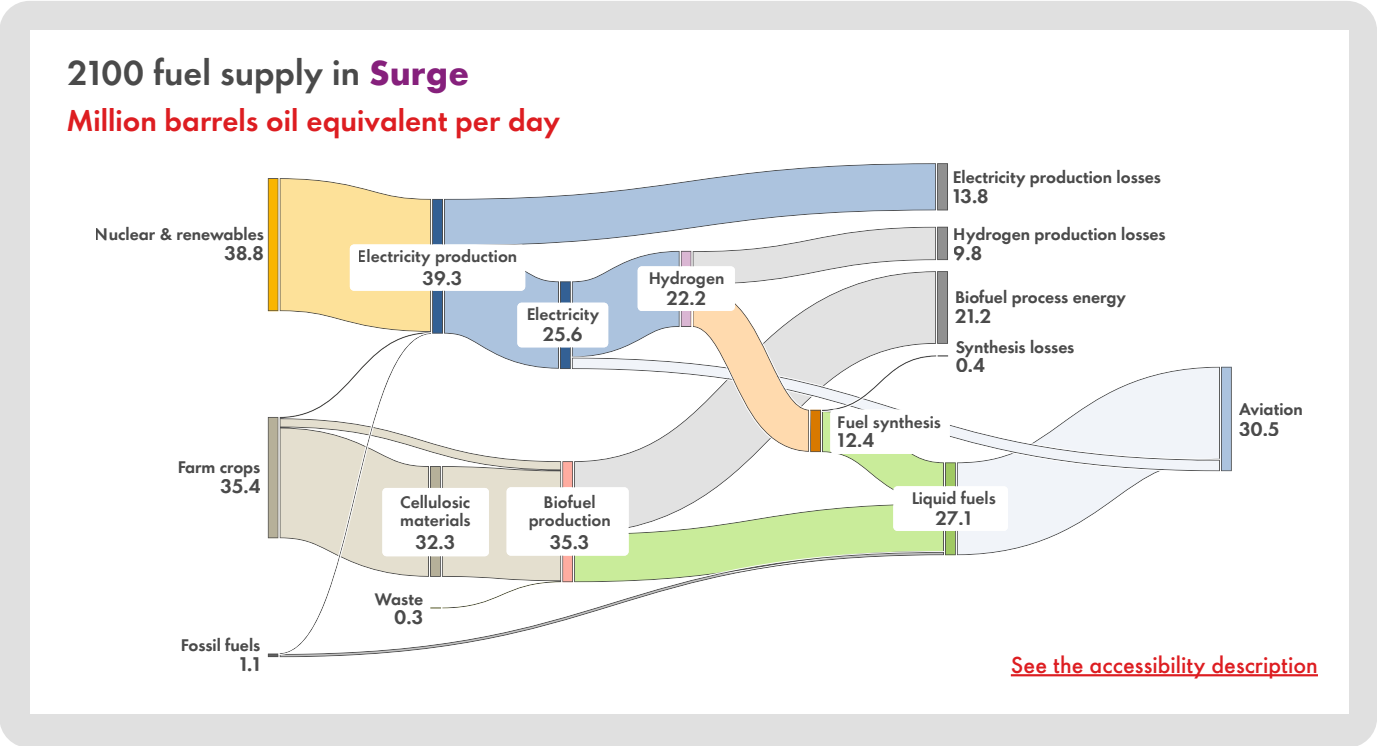 2100 fuel supply in Surge
Million barrels oil equivalent per day
Electricity production losses
13.8
Nuclear & renewables
38.8
Hydrogen production losses
9.8
Electricity production
39.3
Hydrogen
22.2
Biofuel process energy
21.2
Electricity
25.6
Synthesis losses
0.4
Aviation
30.5
Fuel synthesis
12.4
Farm crops
35.4
Cellulosic
materials
32.3
Biofuel
production
35.3
Liquid fuels
27.1
Waste
0.3
Fossil fuels
1.1
See the accessibility description